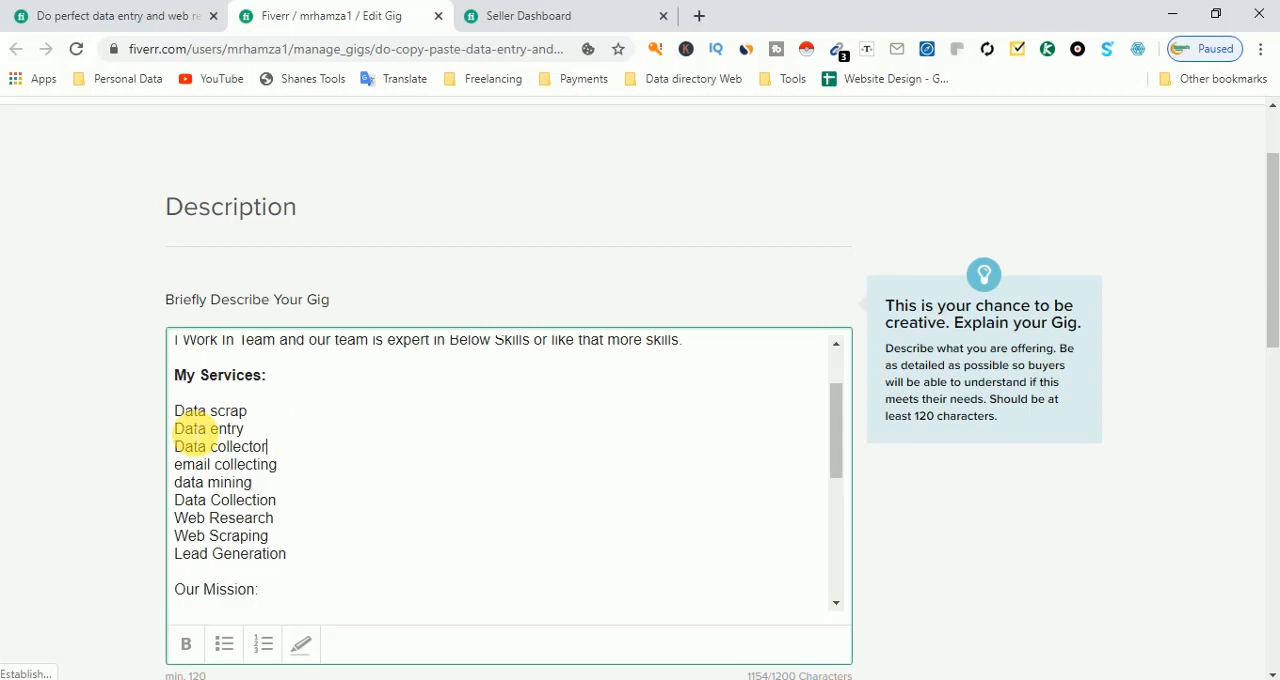 Do perfect data entry and web re
Fiverr / mrhamza1 / Edit Gig
Seller Dashboard
fiverr.com/users/mrhamza1/manage_gigs/do-copy-paste-data-entry-and-...
Paused
Apps
Personal Data
YouTube
Shanes Tools
Translate
Freelancing
Payments
Data directory Web
Tools
Website Design - G...
Other bookmarks
Description
Briefly Describe Your Gig
I Work In Team and our team is expert in Below Skills or like that more skills.
My Services:
Data scrap
Data entry
Data collector
email collecting
data mining
Data Collection
Web Research
Web Scraping
Lead Generation
Our Mission:
B
min. 120
1154/1200 Characters
This is your chance to be
creative. Explain your Gig.
Describe what you are offering. Be
as detailed as possible so buyers
will be able to understand if this
meets their needs. Should be at
least 120 characters.
Establish...